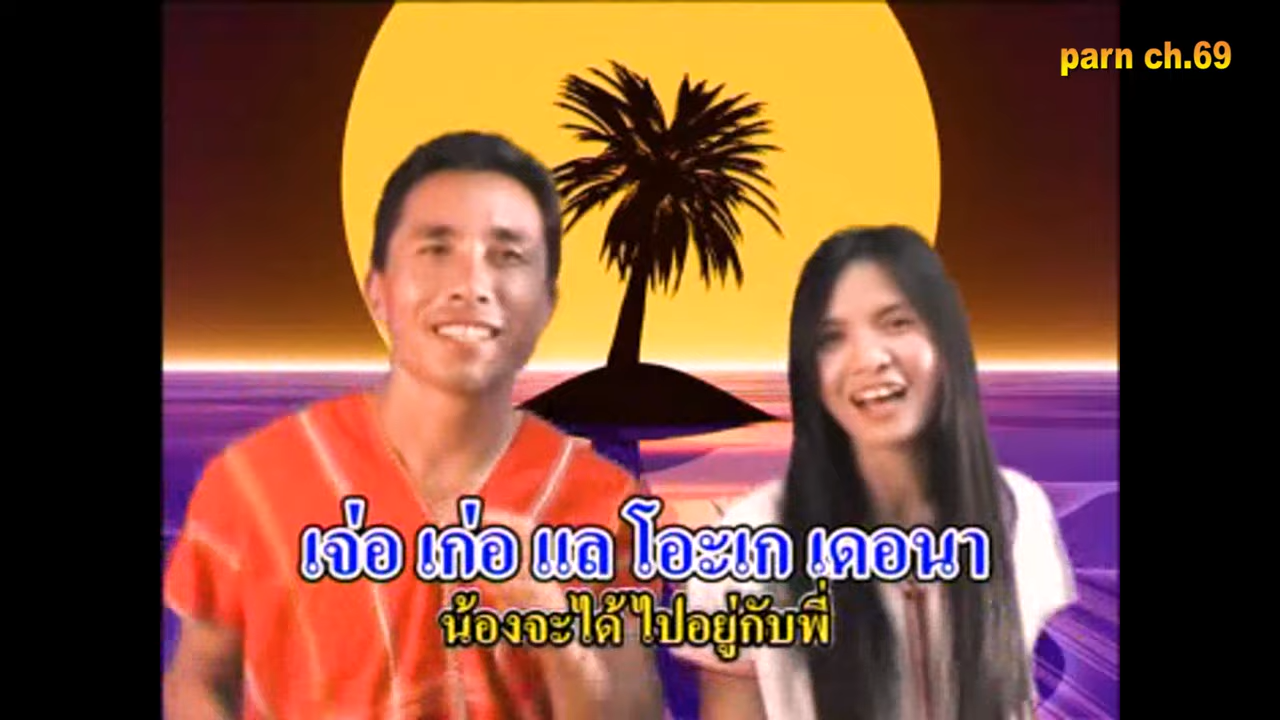 parn ch.69
เจ่อ เก่อ แล โอะเก เดอนา
น้องจะได้ ไปอยู่กับพี่